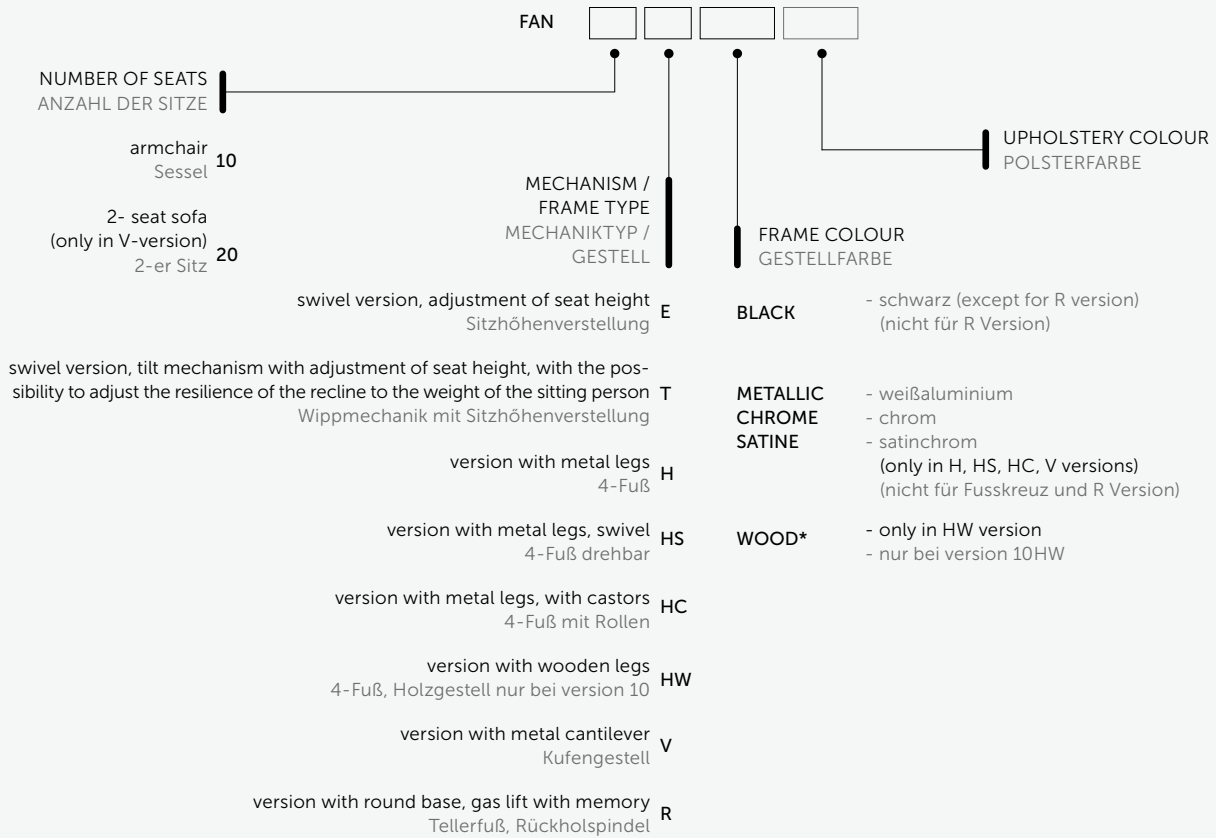 FAN
NUMBER OF SEATS
ANZAHL DER SITZE
armchair
Sessel
10
2- seat sofa
(only in V-version)
2-er Sitz
20
MECHANISM /
FRAME TYPE
MECHANIKTYP /
GESTELL
FRAME COLOUR
GESTELLFARBE
UPHOLSTERY COLOUR
POLSTERFARBE
swivel version, adjustment of seat height
Sitzhőhenverstellung
E
swivel version, tilt mechanism with adjustment of seat height, with the pos-
sibility to adjust the resilience of the recline to the weight of the sitting person
Wippmechanik mit Sitzhőhenverstellung
T
version with metal legs
4-Fuß
H
version with metal legs, swivel
4-Fuß drehbar
HS
version with metal legs, with castors
4-Fuß mit Rollen
HC
version with wooden legs
4-Fuß, Holzgestell nur bei version 10
HW
version with metal cantilever
Kufengestell
V
version with round base, gas lift with memory
Tellerfuß, Rückholspindel
R
BLACK
- schwarz (except for R version)
(nicht für R Version)
METALLIC
- weißaluminium
CHROME
- chrom
SATINE
- satinchrom
(only in H, HS, HC, V versions)
(nicht für Fusskreuz und R Version)
WOOD*
- only in HW version
- nur bei version 10HW